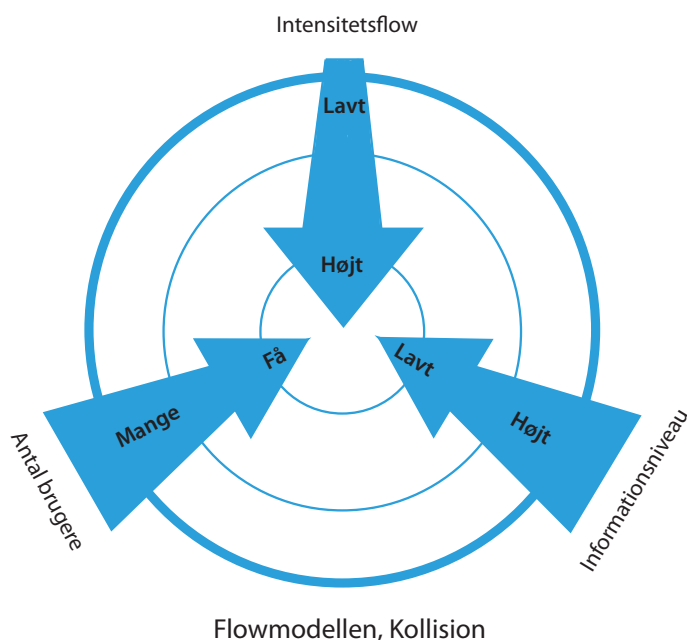 Intensitetsflow
Lavt
Højt
Få
Lavt
Mange
Højt
Antal brugere
Informationsniveau
Flowmodellen, Kollision